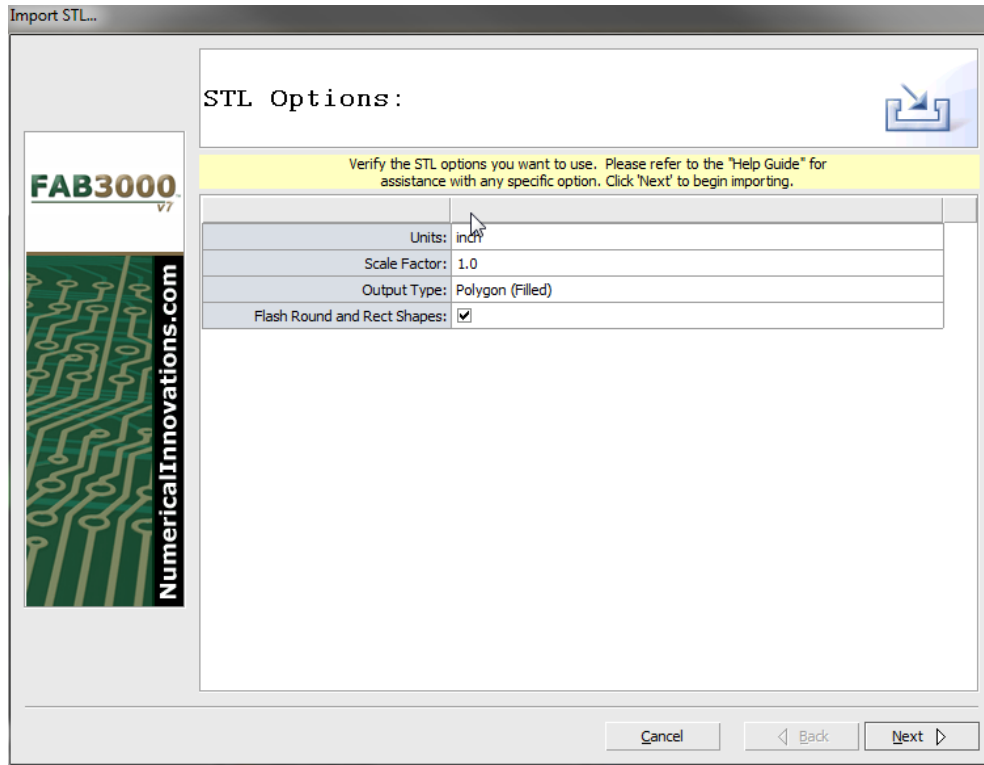 Import STL...
STL Options:
Verify the STL options you want to use. Please refer to the "Help Guide" for
assistance with any specific option. Click 'Next' to begin importing.
FAB3000
v7
NumericalInnovations.com
Units: inch
Scale Factor: 1.0
Output Type: Polygon (Filled)
Flash Round and Rect Shapes:
Cancel
Back
Next